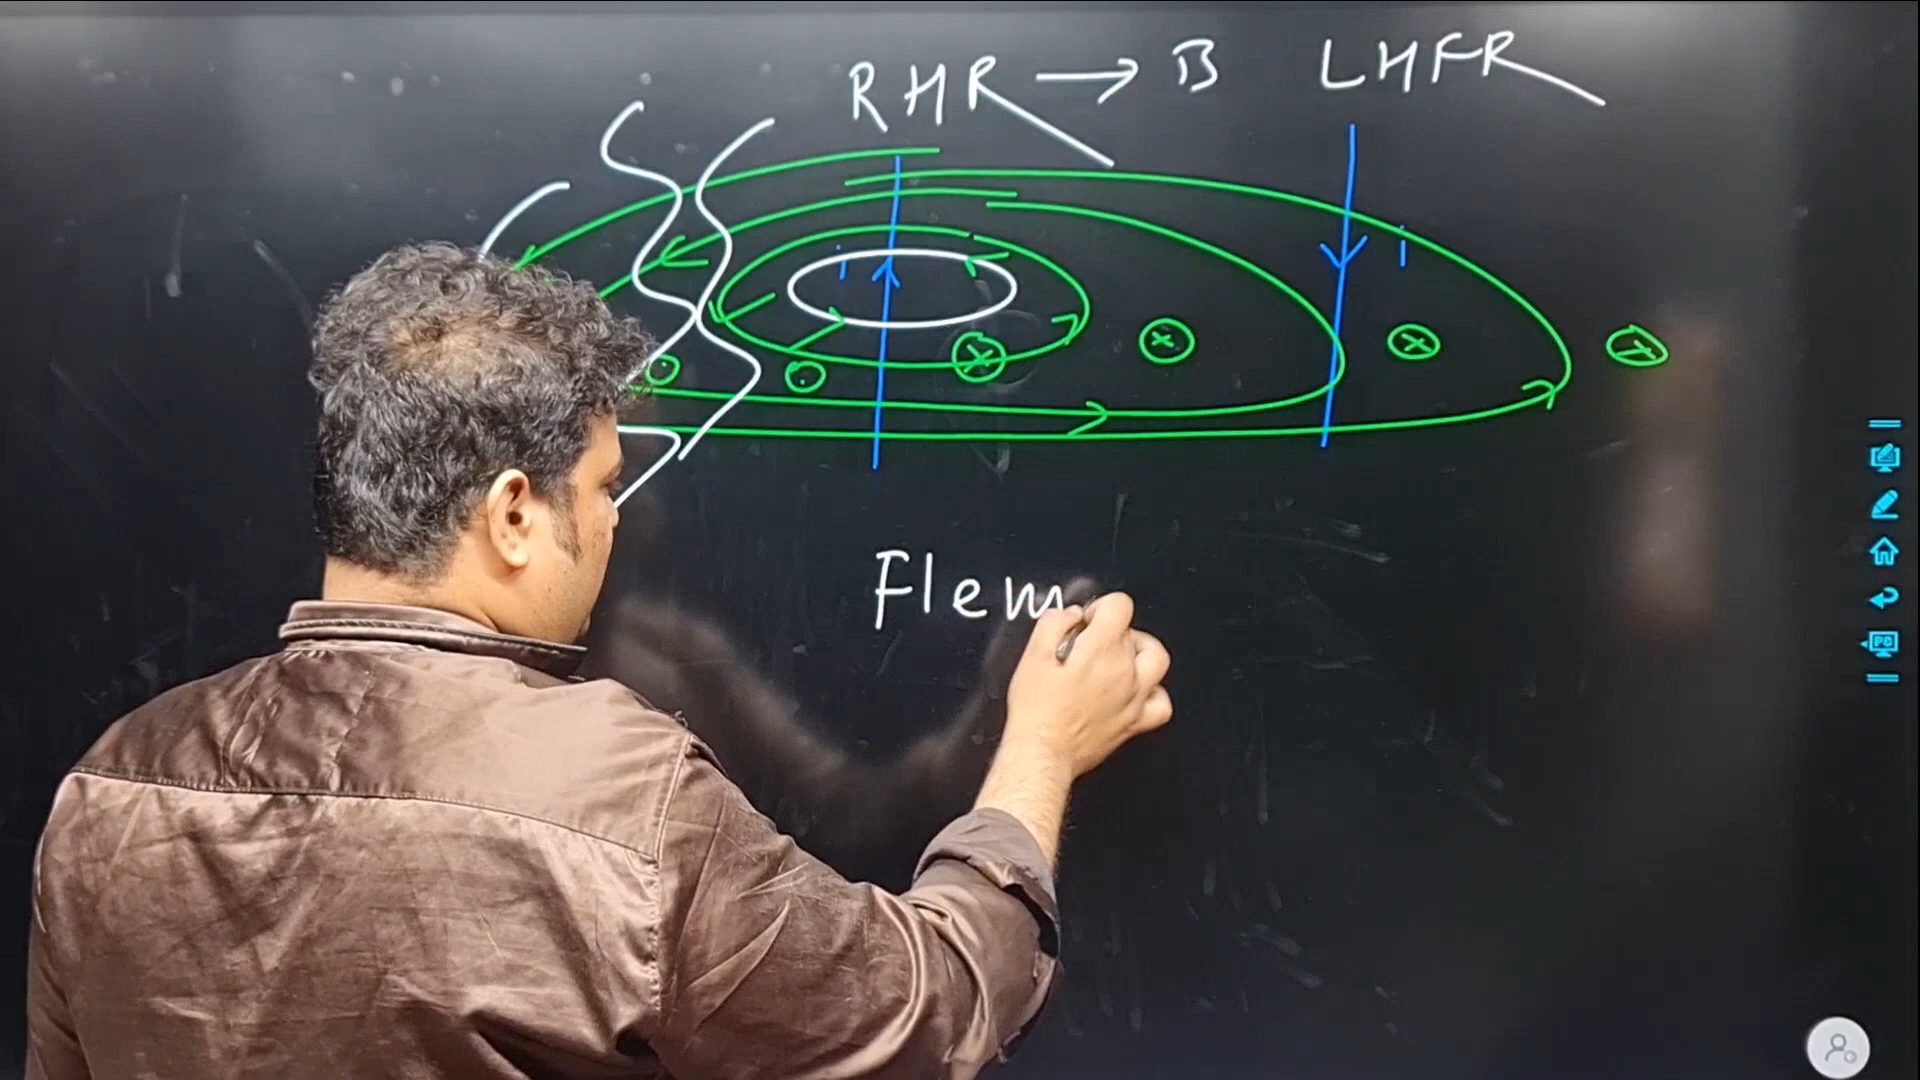 RHR → B LHFR
i i
Flem